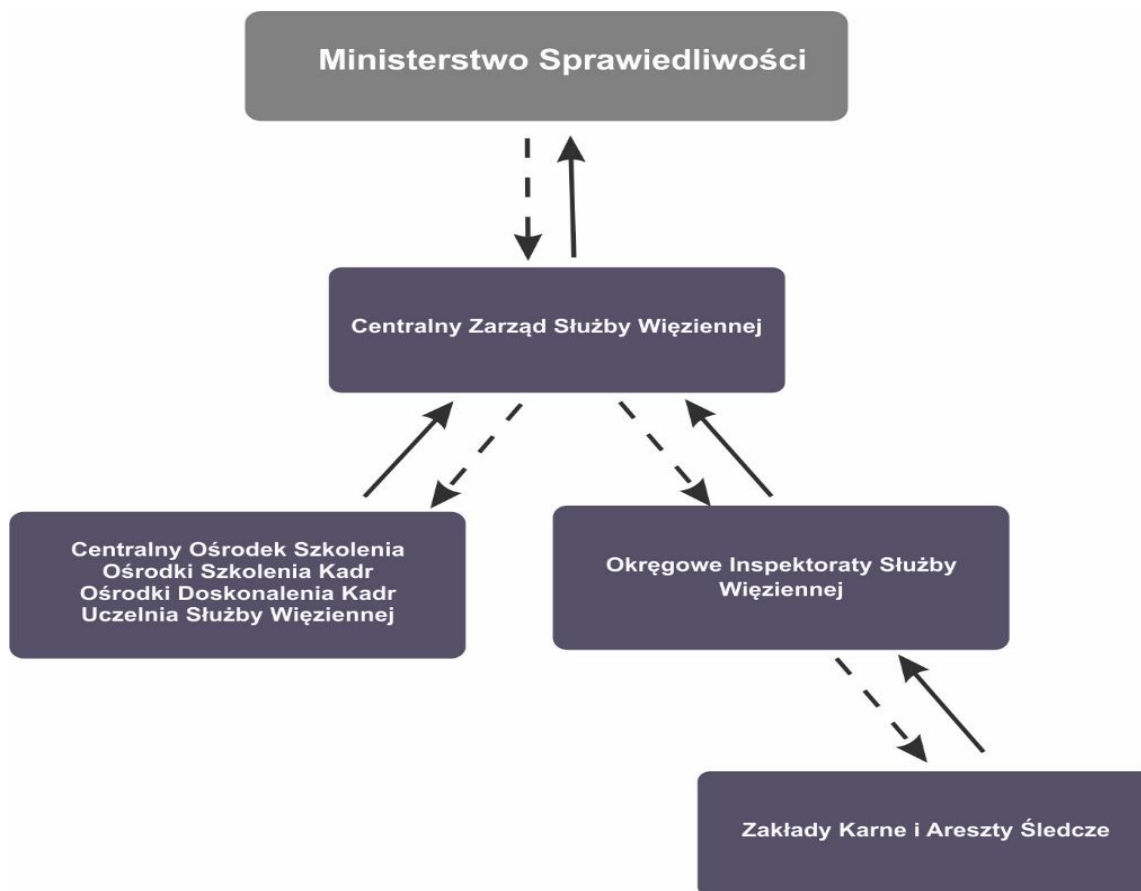 Ministerstwo Sprawiedliwości
Centralny Zarząd Służby Więziennej
Centralny Ośrodek Szkolenia
Ośrodki Szkolenia Kadr
Ośrodki Doskonalenia Kadr
Uczelnia Służby Więziennej
Okręgowe Inspektoraty Służby
Więziennej
Zakłady Karne i Areszty Śledcze